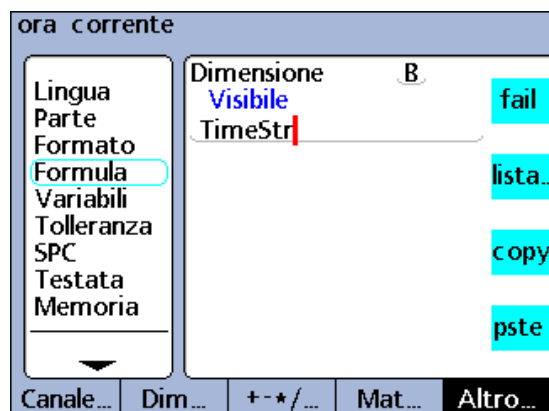 ora corrente
Lingua
Parte
Formato
Formula
Variabili
Tolleranza
SPC
Testata
Memoria
Dimensione B
Visibile
TimeStr
fail
lista..
copy
pste
Canale... Dim... +-*/... Mat... Altro...